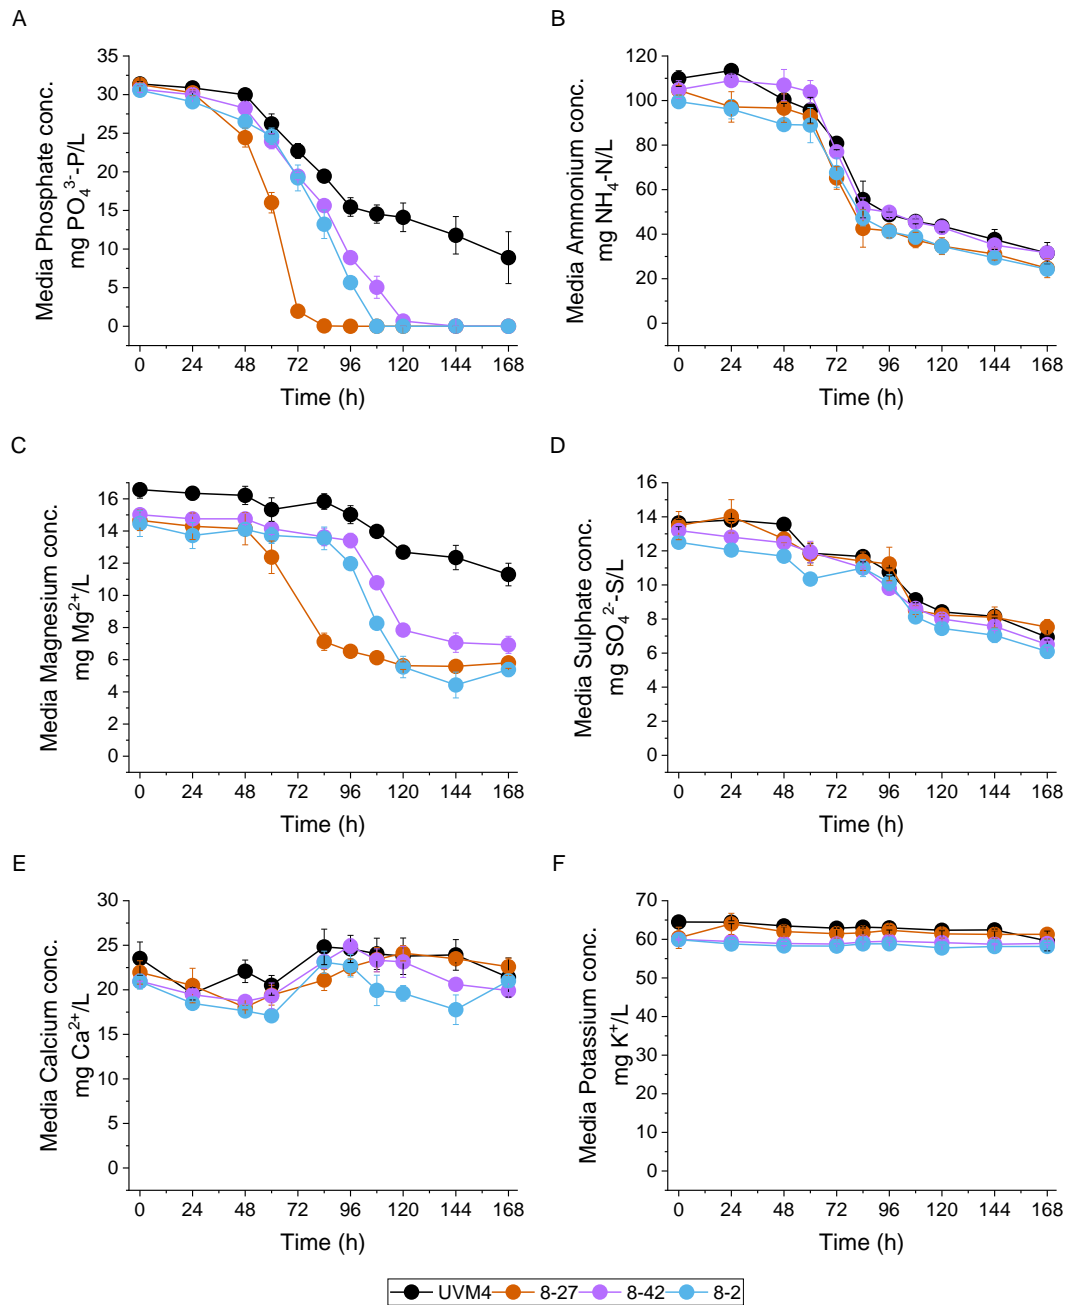 A
Media Phosphate conc.
mg PO₄³⁻-P/L
35
30
25
20
15
10
5
0
0 24 48 72 96 120 144 168
Time (h)
B
Media Ammonium conc.
mg NH₄-N/L
120
100
80
60
40
20
0
0 24 48 72 96 120 144 168
Time (h)
C
Media Magnesium conc.
mg Mg²⁺/L
16
14
12
10
8
6
4
2
0
0 24 48 72 96 120 144 168
Time (h)
D
Media Sulphate conc.
mg SO₄²⁻-S/L
16
14
12
10
8
6
4
2
0
0 24 48 72 96 120 144 168
Time (h)
E
Media Calcium conc.
mg Ca²⁺/L
30
25
20
15
10
5
0
0 24 48 72 96 120 144 168
Time (h)
F
Media Potassium conc.
mg K⁺/L
70
60
50
40
30
20
10
0
0 24 48 72 96 120 144 168
Time (h)
UVM4 8-27 8-42 8-2